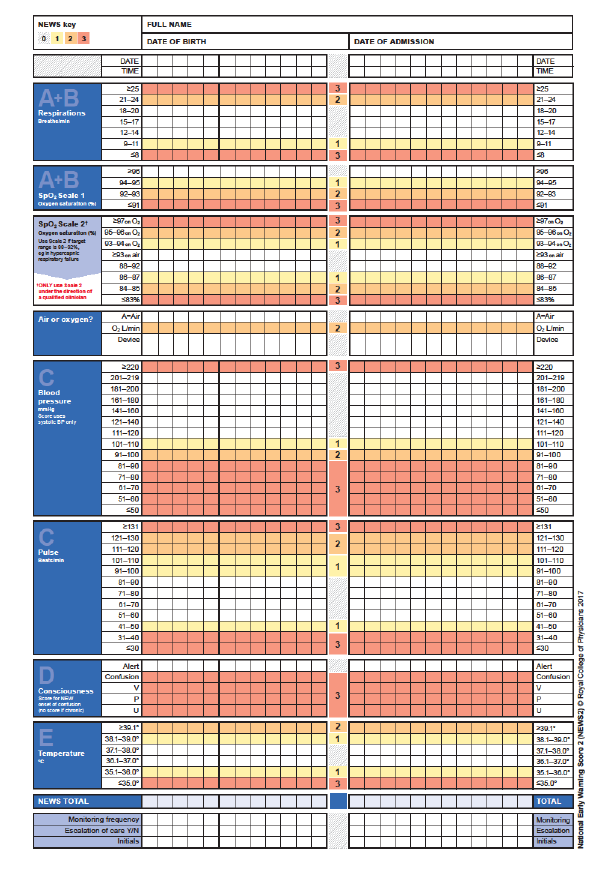 NEWS key
0 1 2 3
FULL NAME
DATE OF BIRTH DATE OF ADMISSION
DATE DATE
TIME TIME
A+B
Respirations
Breaths/min
≥25 3 ≥25
21–24 2 21–24
18–20 18–20
15–17 15–17
12–14 12–14
9–11 1 9–11
≤8 3 ≤8
A+B
SpO₂ Scale 1
Oxygen saturation (%)
≥96 ≥96
94–95 1 94–95
92–93 2 92–93
≤91 3 ≤91
SpO₂ Scale 2†
Oxygen saturation (%)
Use Scale 2 if target
range is 88–92%,
eg in hypercapnic
respiratory failure
†ONLY use Scale 2
under the direction of
a qualified clinician
≥97 on O₂ 3 ≥97 on O₂
95–96 on O₂ 2 95–96 on O₂
93–94 on O₂ 1 93–94 on O₂
≥93 on air ≥93 on air
88–92 88–92
86–87 1 86–87
84–85 2 84–85
≤83% 3 ≤83%
Air or oxygen?
A=Air A=Air
O₂ L/min 2 O₂ L/min
Device Device
C
Blood
pressure
mmHg
Score uses
systolic BP only
≥220 3 ≥220
201–219 201–219
181–200 181–200
161–180 161–180
141–160 141–160
121–140 121–140
111–120 111–120
101–110 1 101–110
91–100 2 91–100
81–90 81–90
71–80 71–80
61–70 3 61–70
51–60 51–60
≤50 ≤50
C
Pulse
Beats/min
≥131 3 ≥131
121–130 2 121–130
111–120 111–120
101–110 1 101–110
91–100 91–100
81–90 81–90
71–80 71–80
61–70 61–70
51–60 51–60
41–50 1 41–50
31–40 3 31–40
≤30 ≤30
D
Consciousness
Score for NEW
onset of confusion
(no score if chronic)
Alert Alert
Confusion Confusion
V 3 V
P P
U U
E
Temperature
°C
≥39.1° 2 ≥39.1°
38.1–39.0° 1 38.1–39.0°
37.1–38.0° 37.1–38.0°
36.1–37.0° 36.1–37.0°
35.1–36.0° 1 35.1–36.0°
≤35.0° 3 ≤35.0°
NEWS TOTAL TOTAL
Monitoring frequency Monitoring
Escalation of care Y/N Escalation
Initials Initials
National Early Warning Score 2 (NEWS2) © Royal College of Physicians 2017